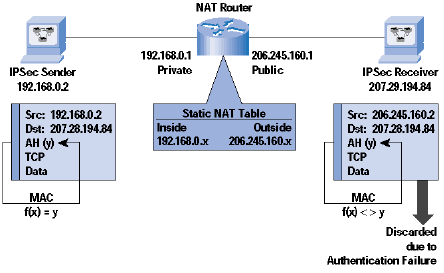 NAT Router
192.168.0.1
Private
206.245.160.1
Public
IPSec Sender
192.168.0.2
IPSec Receiver
207.29.194.84
Static NAT Table
Inside Outside
192.168.0.x 206.245.160.x
Src: 192.168.0.2
Dst: 207.28.194.84
AH (y)
TCP
Data
MAC
f(x) = y
Src: 206.245.160.2
Dst: 207.28.194.84
AH (y)
TCP
Data
MAC
f(x) < > y
Discarded
due to
Authentication Failure